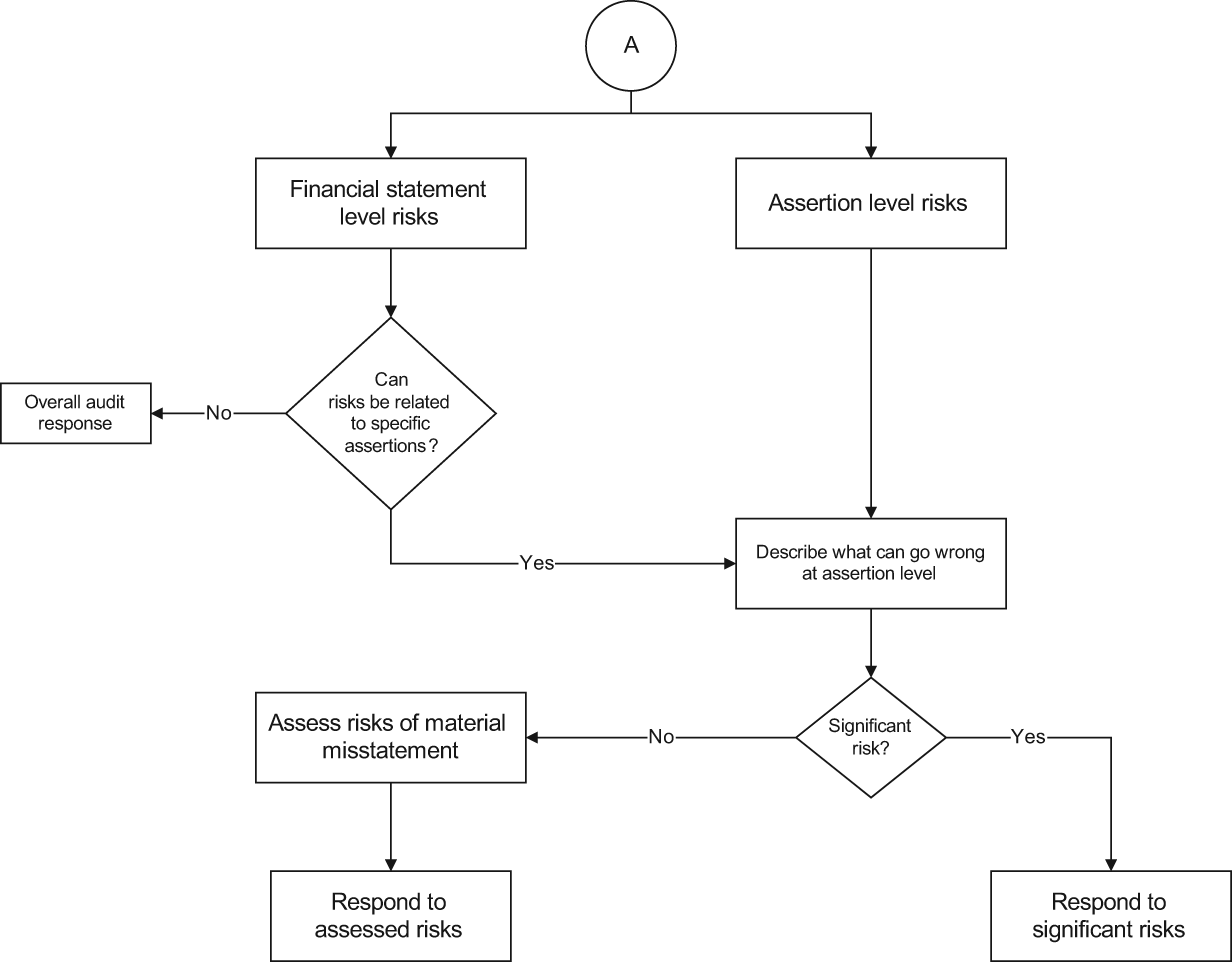 A
Financial statement
level risks
Assertion level risks
Can
risks be related
to specific
assertions?
Overall audit
response
No
Yes
Describe what can go wrong
at assertion level
Assess risks of material
misstatement
No
Significant
risk?
Yes
Respond to
assessed risks
Respond to
significant risks